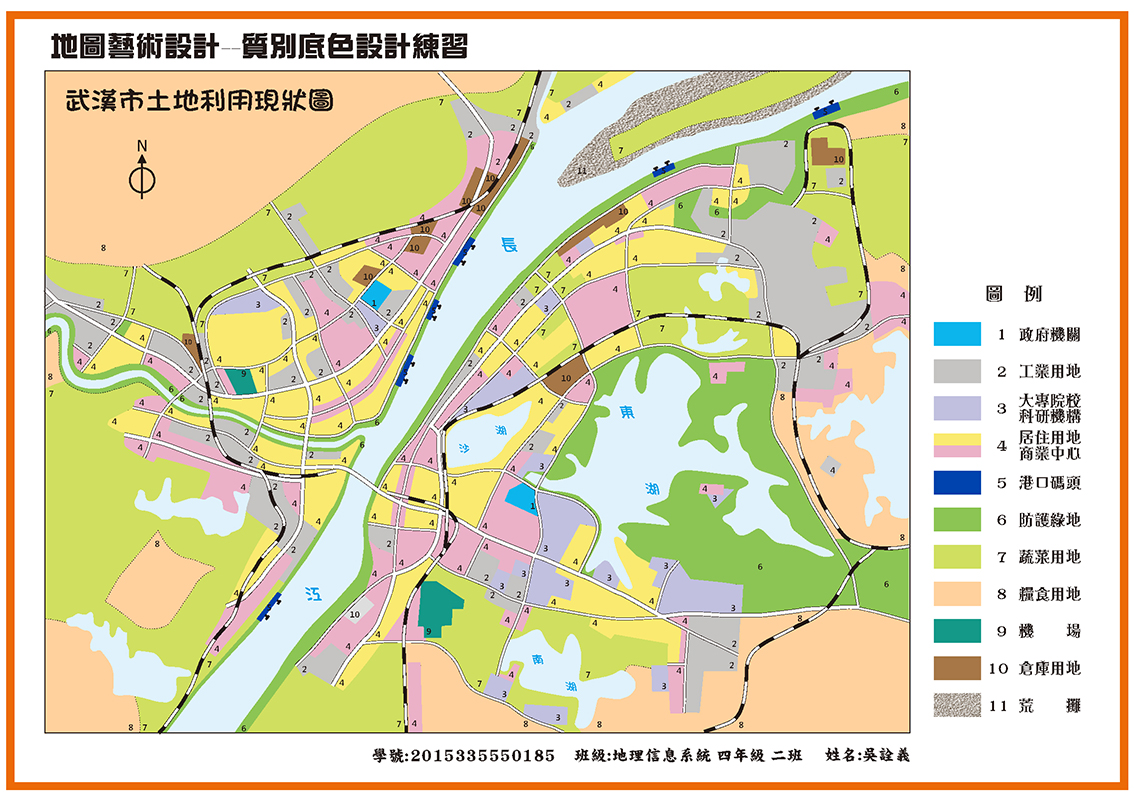 地圖藝術設計--質別底色設計練習
武漢市土地利用現狀圖
N
長
江
東
湖
沙
湖
南
湖
圖 例
1 政府機關
2 工業用地
3 大專院校
科研機構
4 居住用地
商業中心
5 港口碼頭
6 防護綠地
7 蔬菜用地
8 糧食用地
9 機 場
10 倉庫用地
11 荒 攤
學號:20153355550185 班級:地理信息系統 四年級 二班 姓名:吳詮義